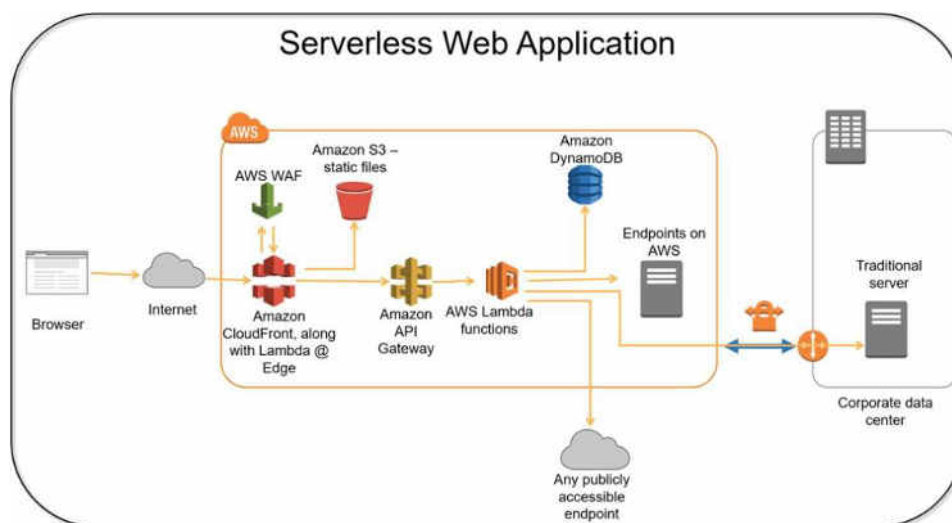 Serverless Web Application
AWS
AWS WAF
Amazon S3 –
static files
Amazon
DynamoDB
Endpoints on
AWS
Traditional
server
Browser
Internet
Amazon
CloudFront, along
with Lambda @
Edge
Amazon
API
Gateway
AWS Lambda
functions
Corporate data
center
Any publicly
accessible
endpoint